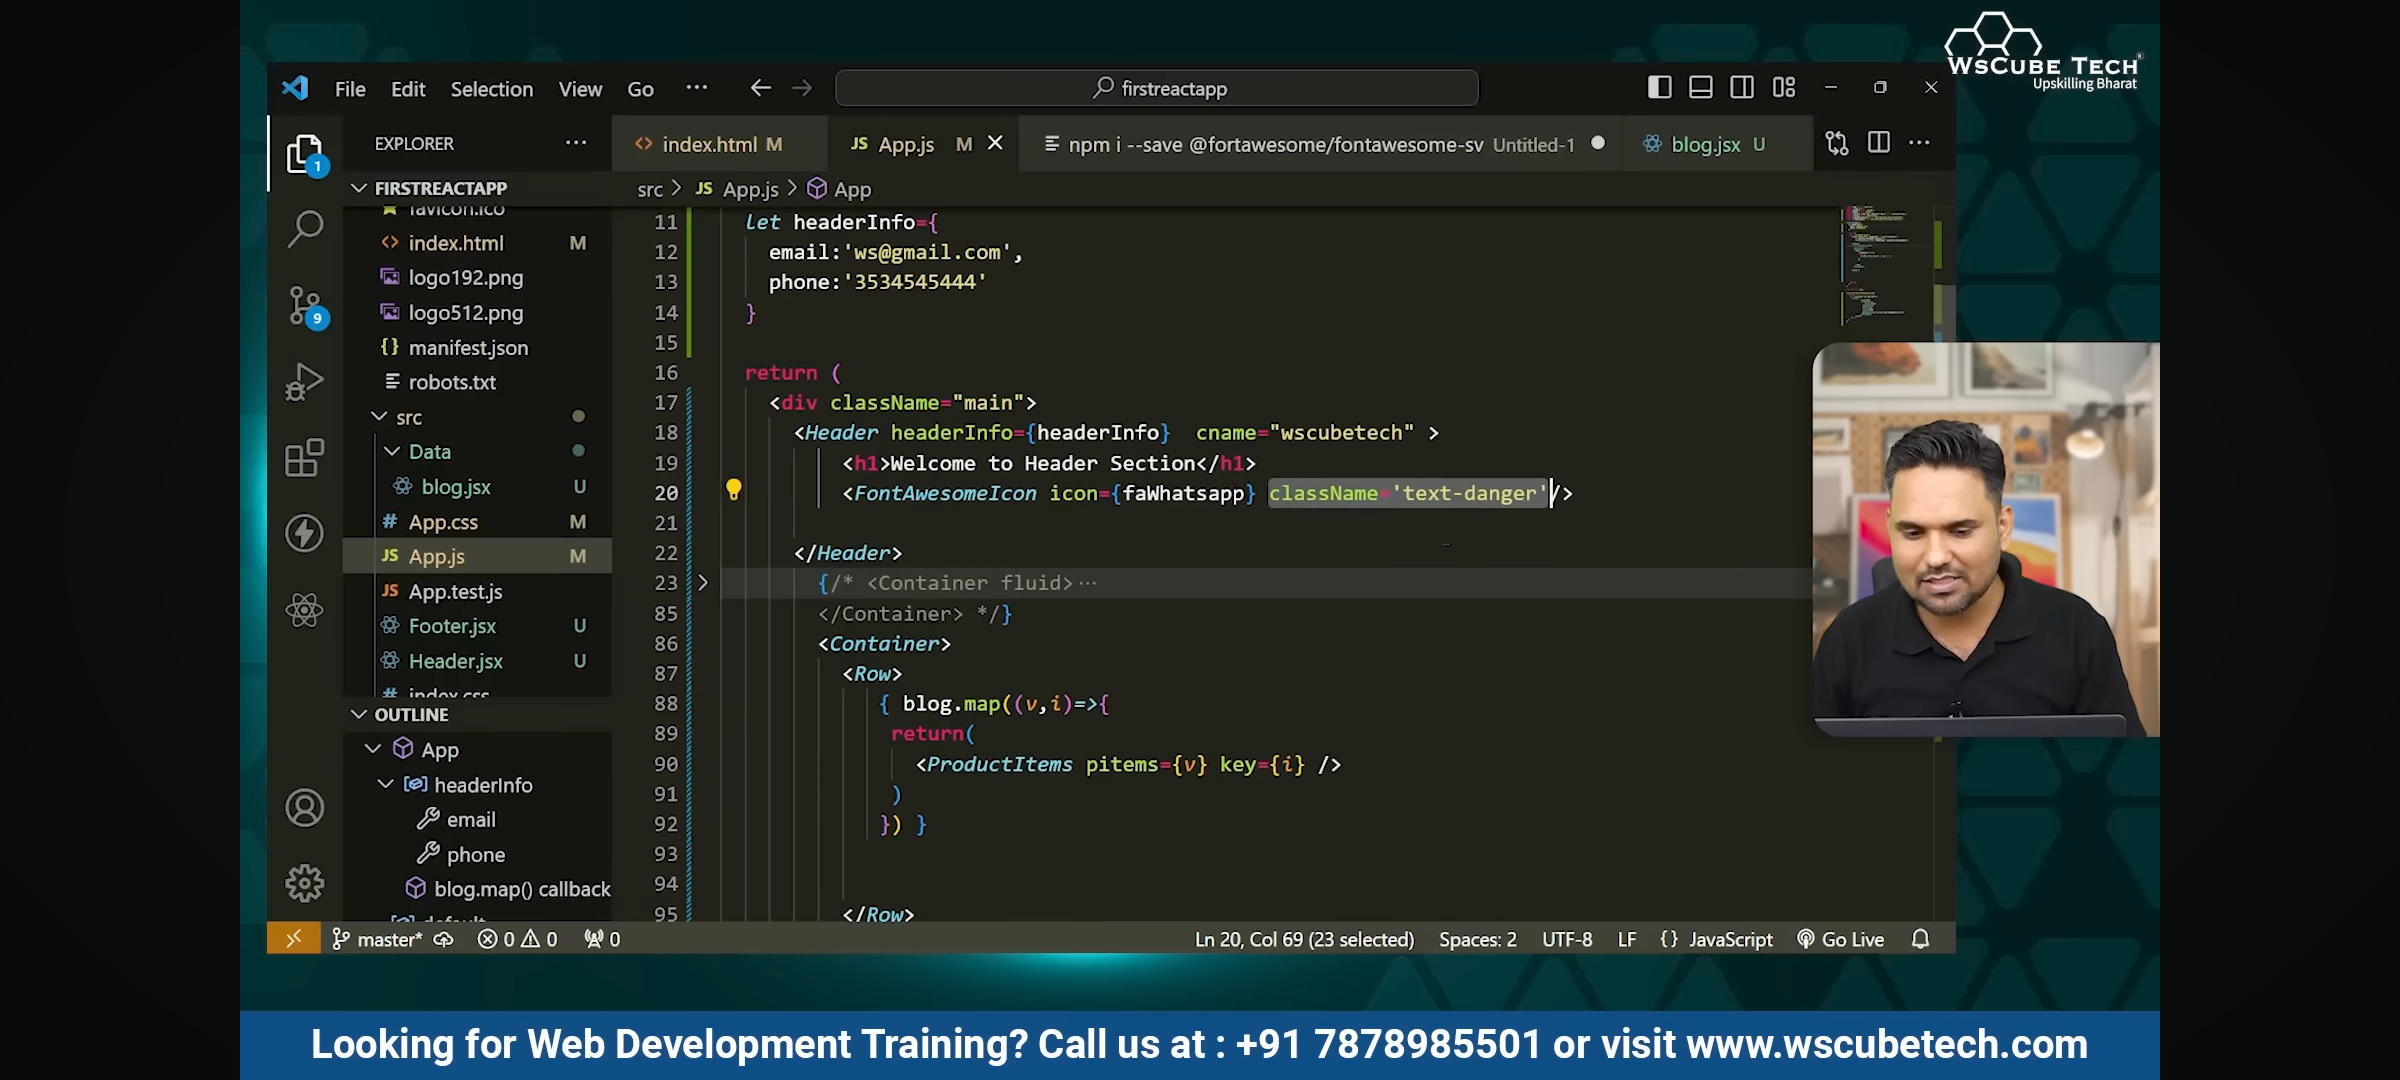 WSCUBE TECH®
Upskilling Bharat
File Edit Selection View Go ··· firstreactapp
EXPLORER ···
index.html M
JS App.js M
npm i --save @fortawesome/fontawesome-sv Untitled-1
blog.jsx U
···
src > JS App.js > App
1
9
FIRSTREACTAPP
favicon.ico
index.html M
logo192.png
logo512.png
{} manifest.json
robots.txt
src
Data
blog.jsx U
# App.css M
JS App.js M
JS App.test.js
Footer.jsx U
Header.jsx U
# index.css
OUTLINE
App
headerInfo
email
phone
blog.map() callback
default
11 let headerInfo={
12 email:'ws@gmail.com',
13 phone:'3534545444'
14 }
15
16 return (
17 <div className="main">
18 <Header headerInfo={headerInfo} cname="wscubetech" >
19 <h1>Welcome to Header Section</h1>
20 <FontAwesomeIcon icon={faWhatsapp} className='text-danger'/>
21
22 </Header>
23 {/* <Container fluid>···
85 </Container> */}
86 <Container>
87 <Row>
88 { blog.map((v,i)=>{
89 return(
90 <ProductItems pitems={v} key={i} />
91 )
92 }) }
93
94
95 </Row>
master* 0 0 0
Ln 20, Col 69 (23 selected) Spaces: 2 UTF-8 LF {} JavaScript Go Live
Looking for Web Development Training? Call us at : +91 7878985501 or visit www.wscubetech.com